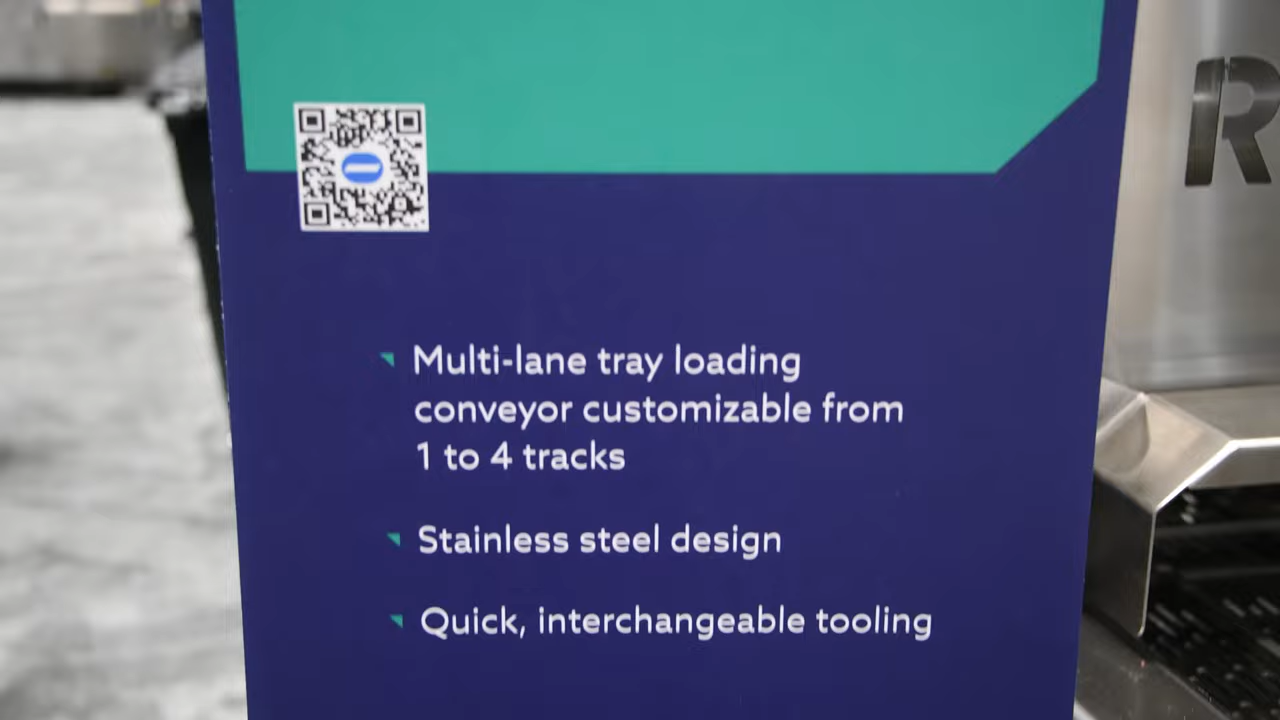 R
Multi-lane tray loading
conveyor customizable from
1 to 4 tracks
Stainless steel design
Quick, interchangeable tooling